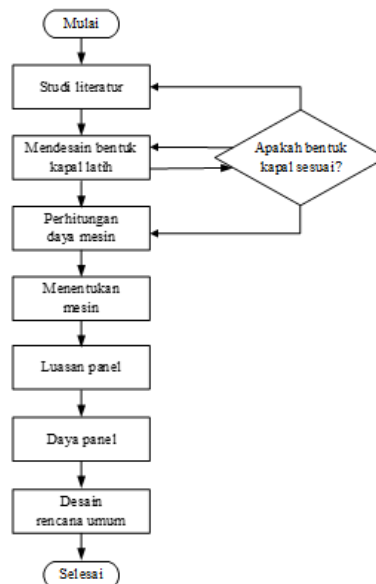 Mulai
Studi literatur
Mendesain bentuk
kapal latih
Apakah bentuk
kapal sesuai?
Perhitungan
daya mesin
Menentukan
mesin
Luasan panel
Daya panel
Desain
rencana umum
Selesai